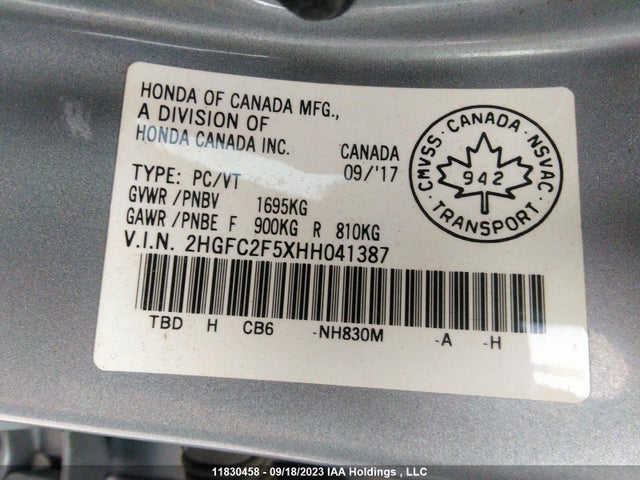 HONDA OF CANADA MFG.,
A DIVISION OF
HONDA CANADA INC.
CANADA
09/'17
TYPE: PC/VT
GVWR /PNBV 1695KG
GAWR /PNBE F 900KG R 810KG
V.I.N. 2HGFC2F5XHH041387
TBD H CB6 -NH830M -A -H
CMVSS · CANADA · NSVAC
942
TRANSPORT
11830458 - 09/18/2023 IAA Holdings , LLC